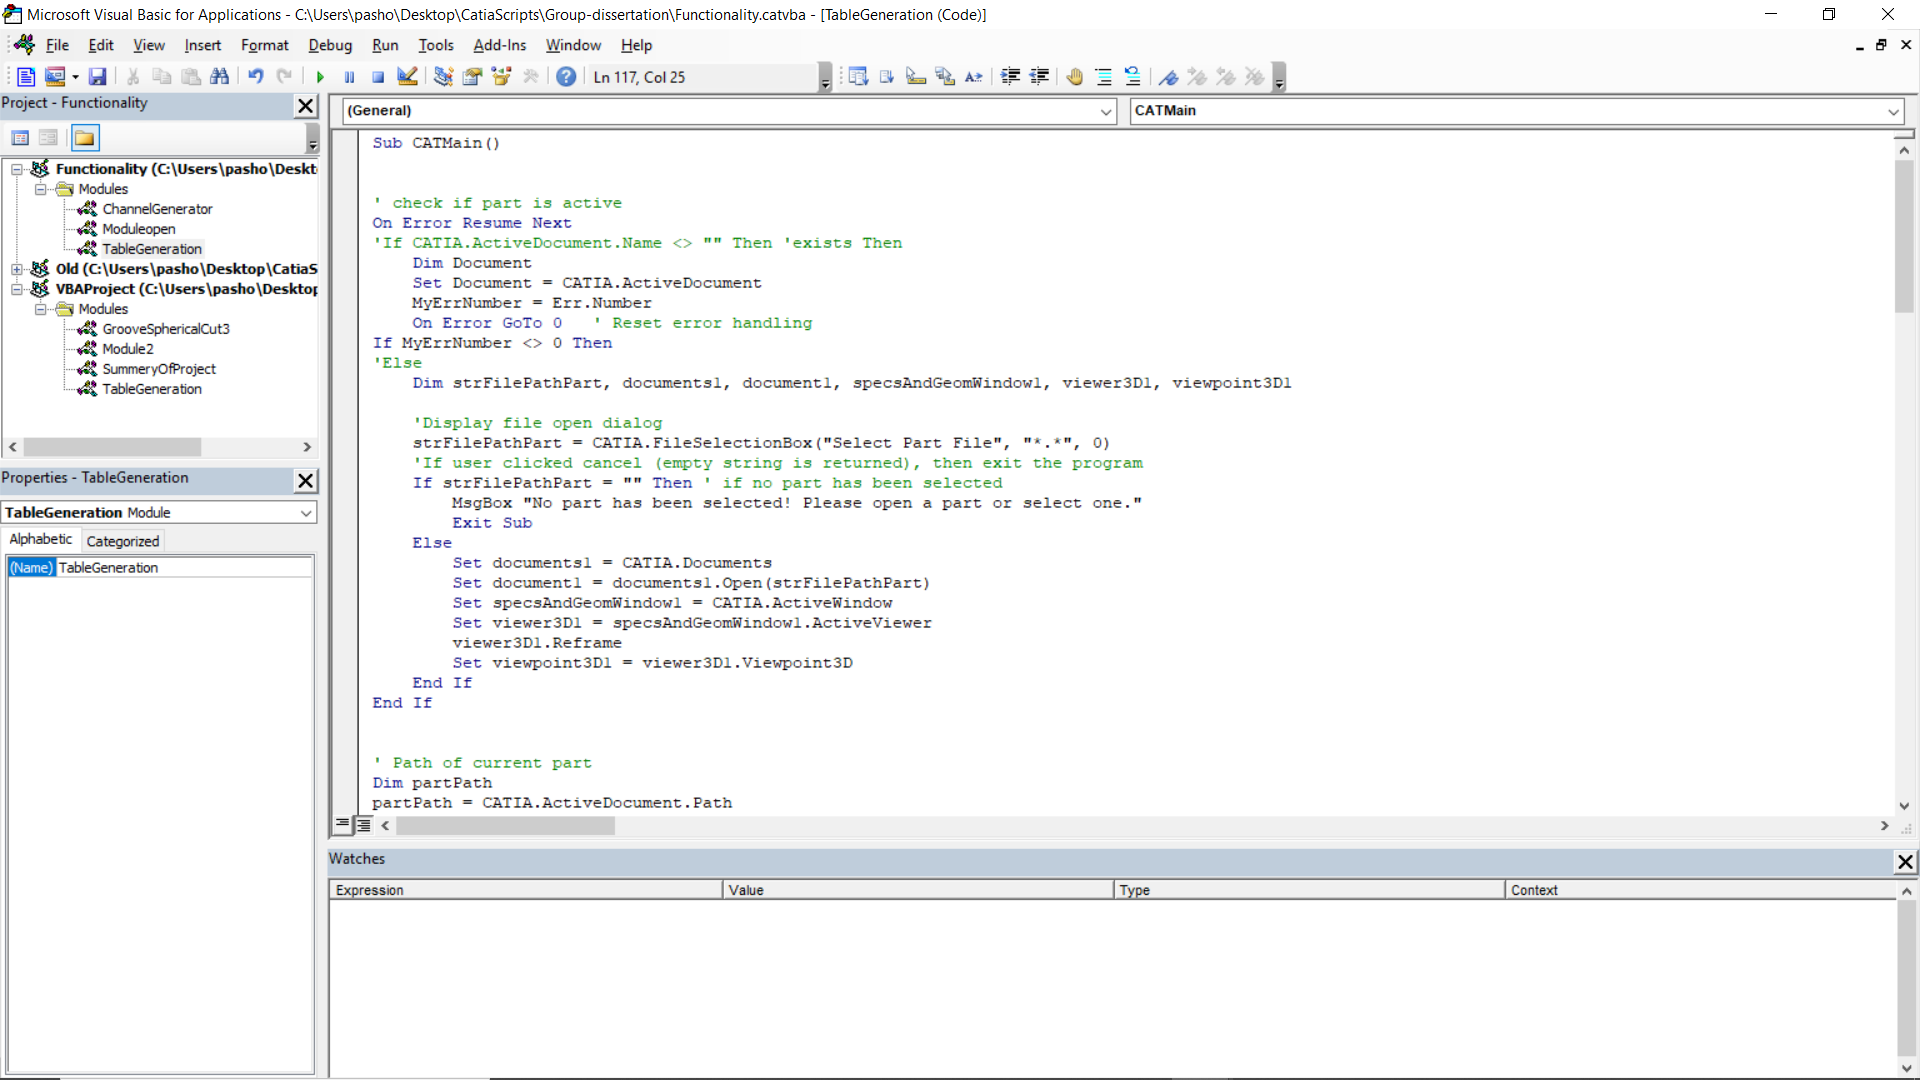 Microsoft Visual Basic for Applications - C:\Users\pasho\Desktop\CatiaScripts\Group-dissertation\Functionality.catvba - [TableGeneration (Code)]
File Edit View Insert Format Debug Run Tools Add-Ins Window Help
Ln 117, Col 25
Project - Functionality
Functionality (C:\Users\pasho\Deskt
Modules
ChannelGenerator
Moduleopen
TableGeneration
Old (C:\Users\pasho\Desktop\CatiaS
VBAProject (C:\Users\pasho\Desktop
Modules
GrooveSphericalCut3
Module2
SummeryOfProject
TableGeneration
Properties - TableGeneration
TableGeneration Module
Alphabetic Categorized
(Name) TableGeneration
(General) CATMain
Sub CATMain()
' check if part is active
On Error Resume Next
'If CATIA.ActiveDocument.Name <> "" Then 'exists Then
Dim Document
Set Document = CATIA.ActiveDocument
MyErrNumber = Err.Number
On Error GoTo 0 ' Reset error handling
If MyErrNumber <> 0 Then
'Else
Dim strFilePathPart, documents1, document1, specsAndGeomWindow1, viewer3D1, viewpoint3D1
'Display file open dialog
strFilePathPart = CATIA.FileSelectionBox("Select Part File", "*.*", 0)
'If user clicked cancel (empty string is returned), then exit the program
If strFilePathPart = "" Then ' if no part has been selected
MsgBox "No part has been selected! Please open a part or select one."
Exit Sub
Else
Set documents1 = CATIA.Documents
Set document1 = documents1.Open(strFilePathPart)
Set specsAndGeomWindow1 = CATIA.ActiveWindow
Set viewer3D1 = specsAndGeomWindow1.ActiveViewer
viewer3D1.Reframe
Set viewpoint3D1 = viewer3D1.Viewpoint3D
End If
End If
' Path of current part
Dim partPath
partPath = CATIA.ActiveDocument.Path
Watches
Expression Value Type Context